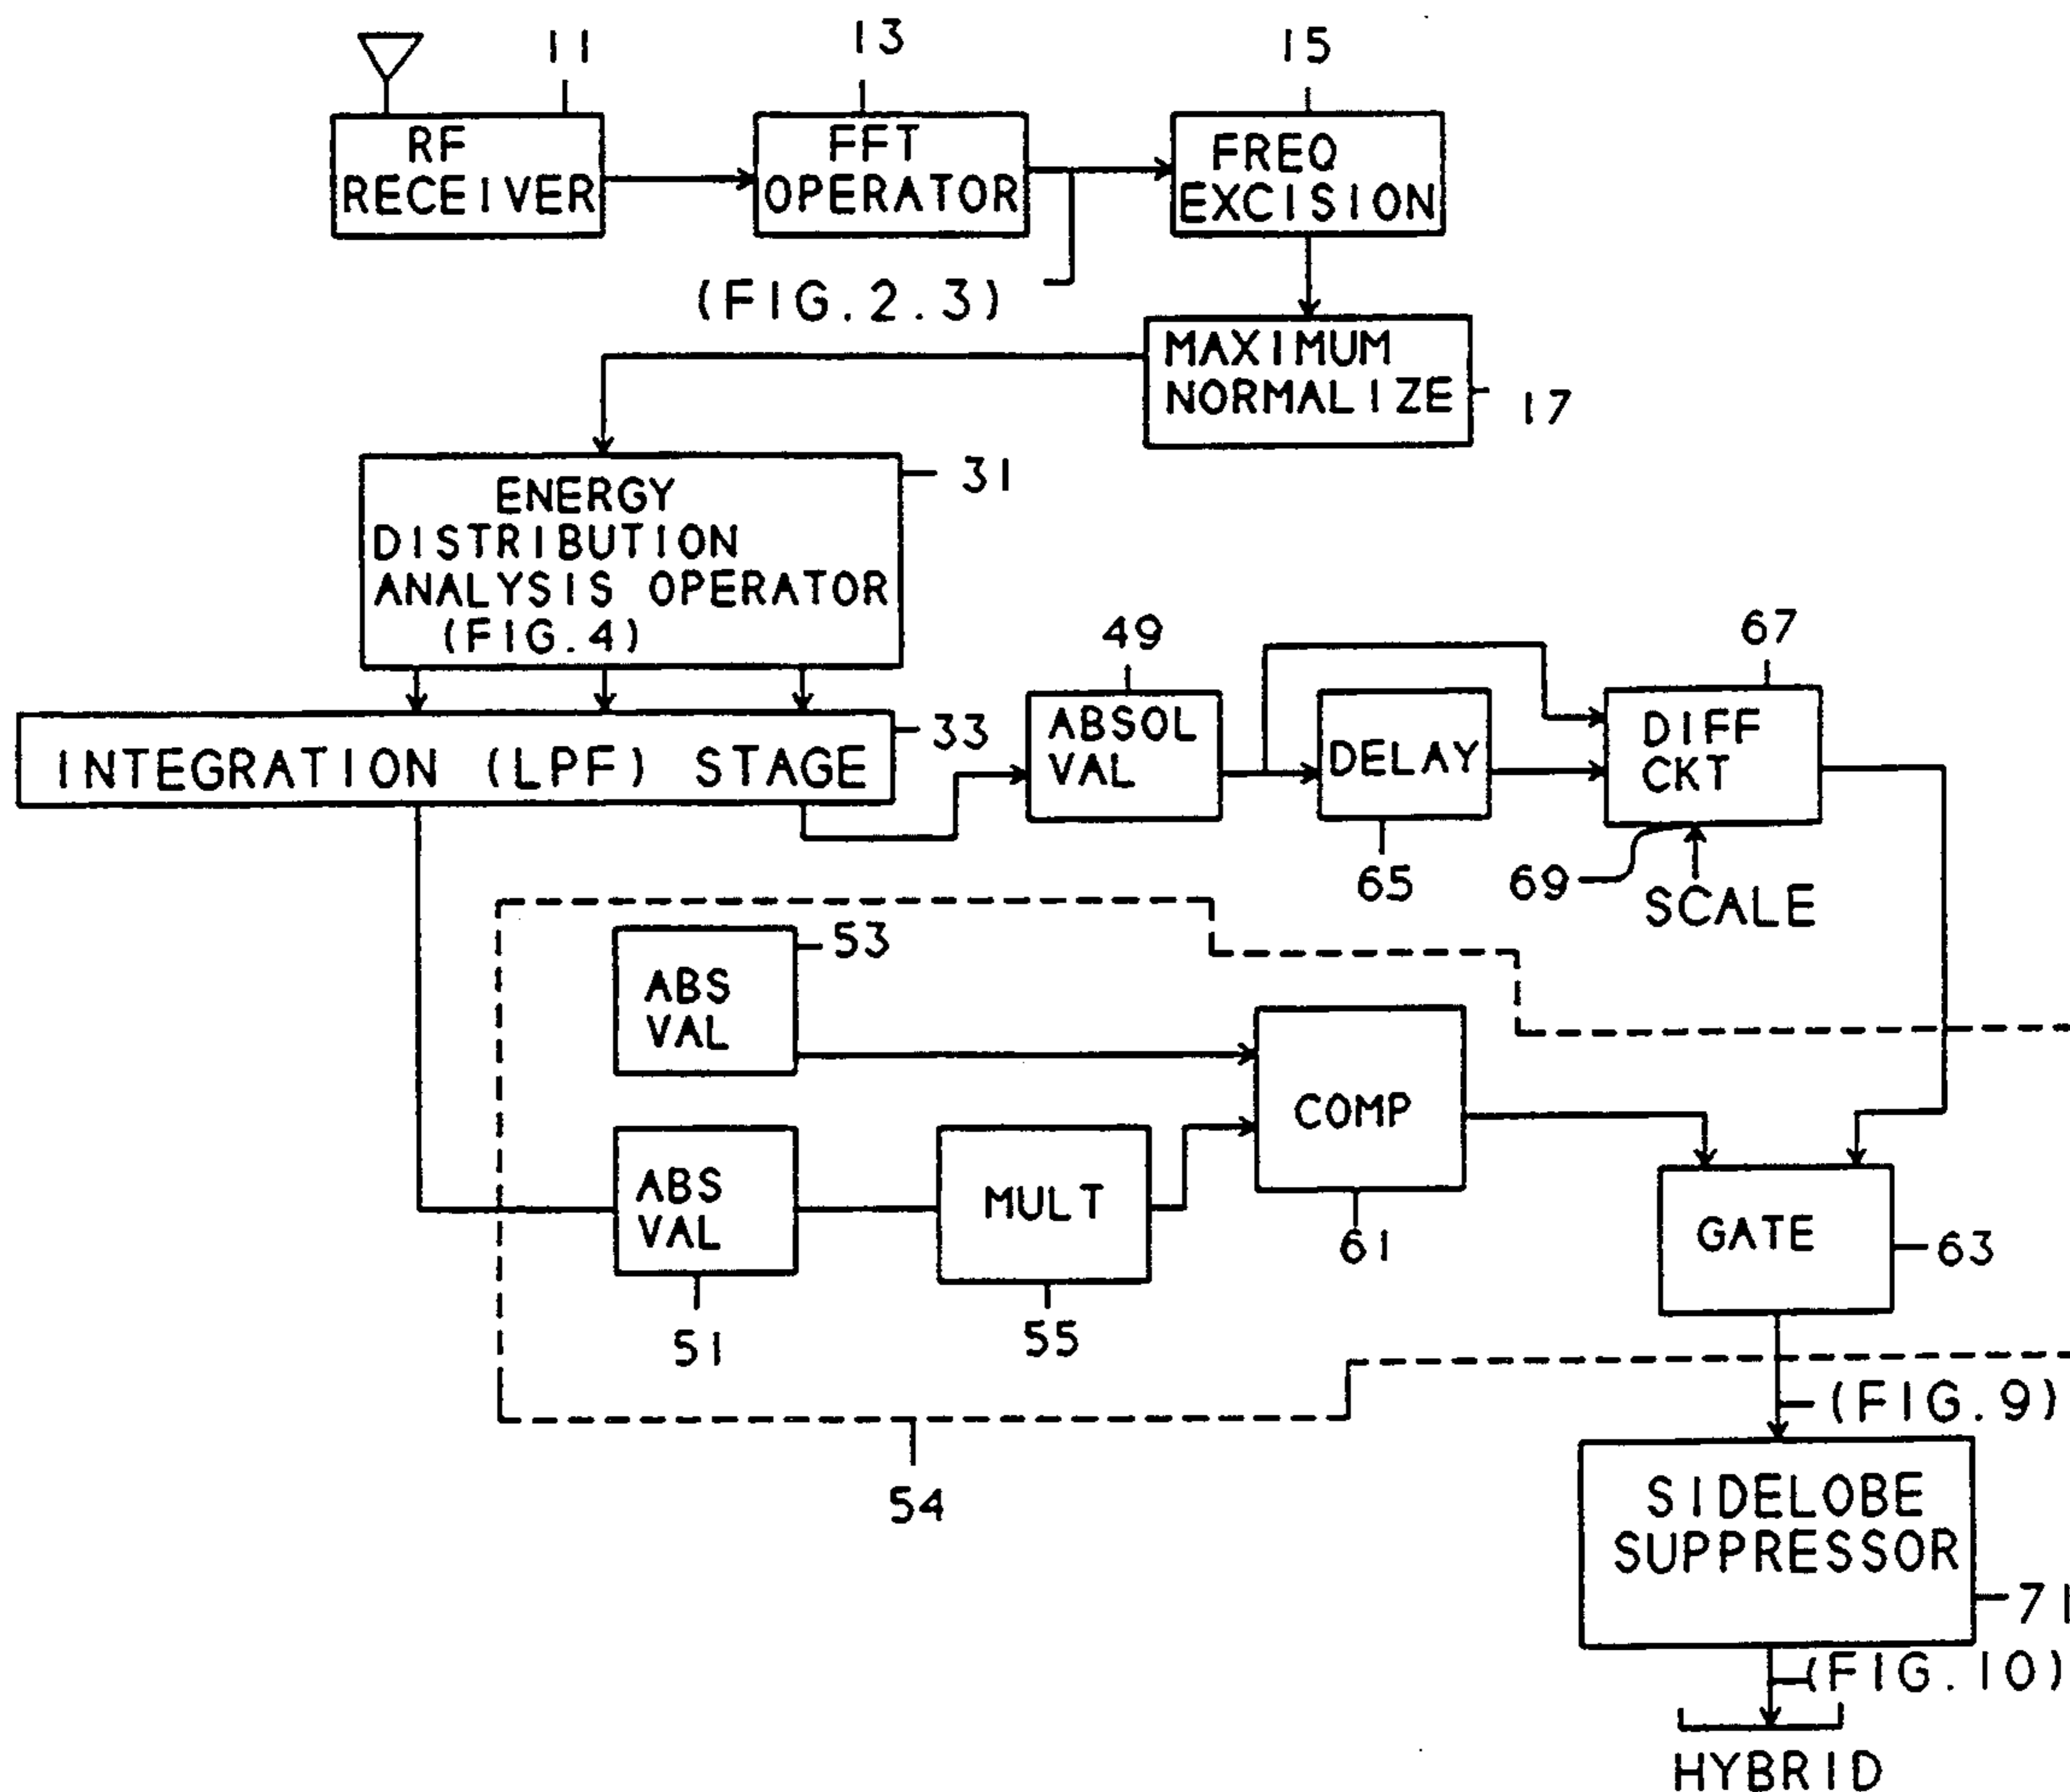 11
13
15
RF
RECEIVER
FFT
OPERATOR
FREQ
EXCISION
(FIG.2.3)
MAXIMUM
NORMALIZE
17
ENERGY
DISTRIBUTION
ANALYSIS OPERATOR
(FIG.4)
31
INTEGRATION (LPF) STAGE
33
49
ABSOL
VAL
DELAY
65
67
DIFF
CKT
69
SCALE
53
ABS
VAL
COMP
61
ABS
VAL
51
MULT
55
GATE
63
54
(FIG.9)
SIDELOBE
SUPPRESSOR
71
(FIG.10)
HYBRID